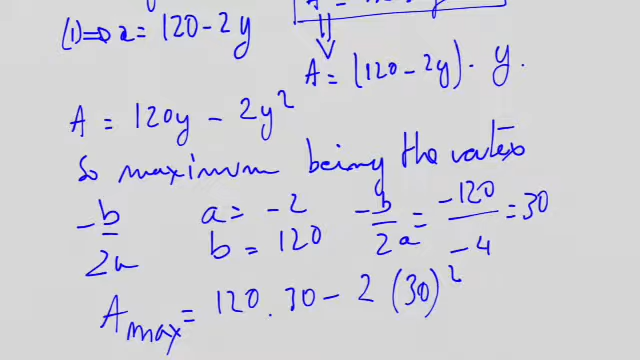 (1)⇒ x = 120 - 2y
A = (120 - 2y) · y.
A = 120y - 2y²
So maximum being the vertex
-b/2a a = -2 -b/2a = -120/-4 = 30
b = 120
A max = 120 . 30 - 2 (30)²